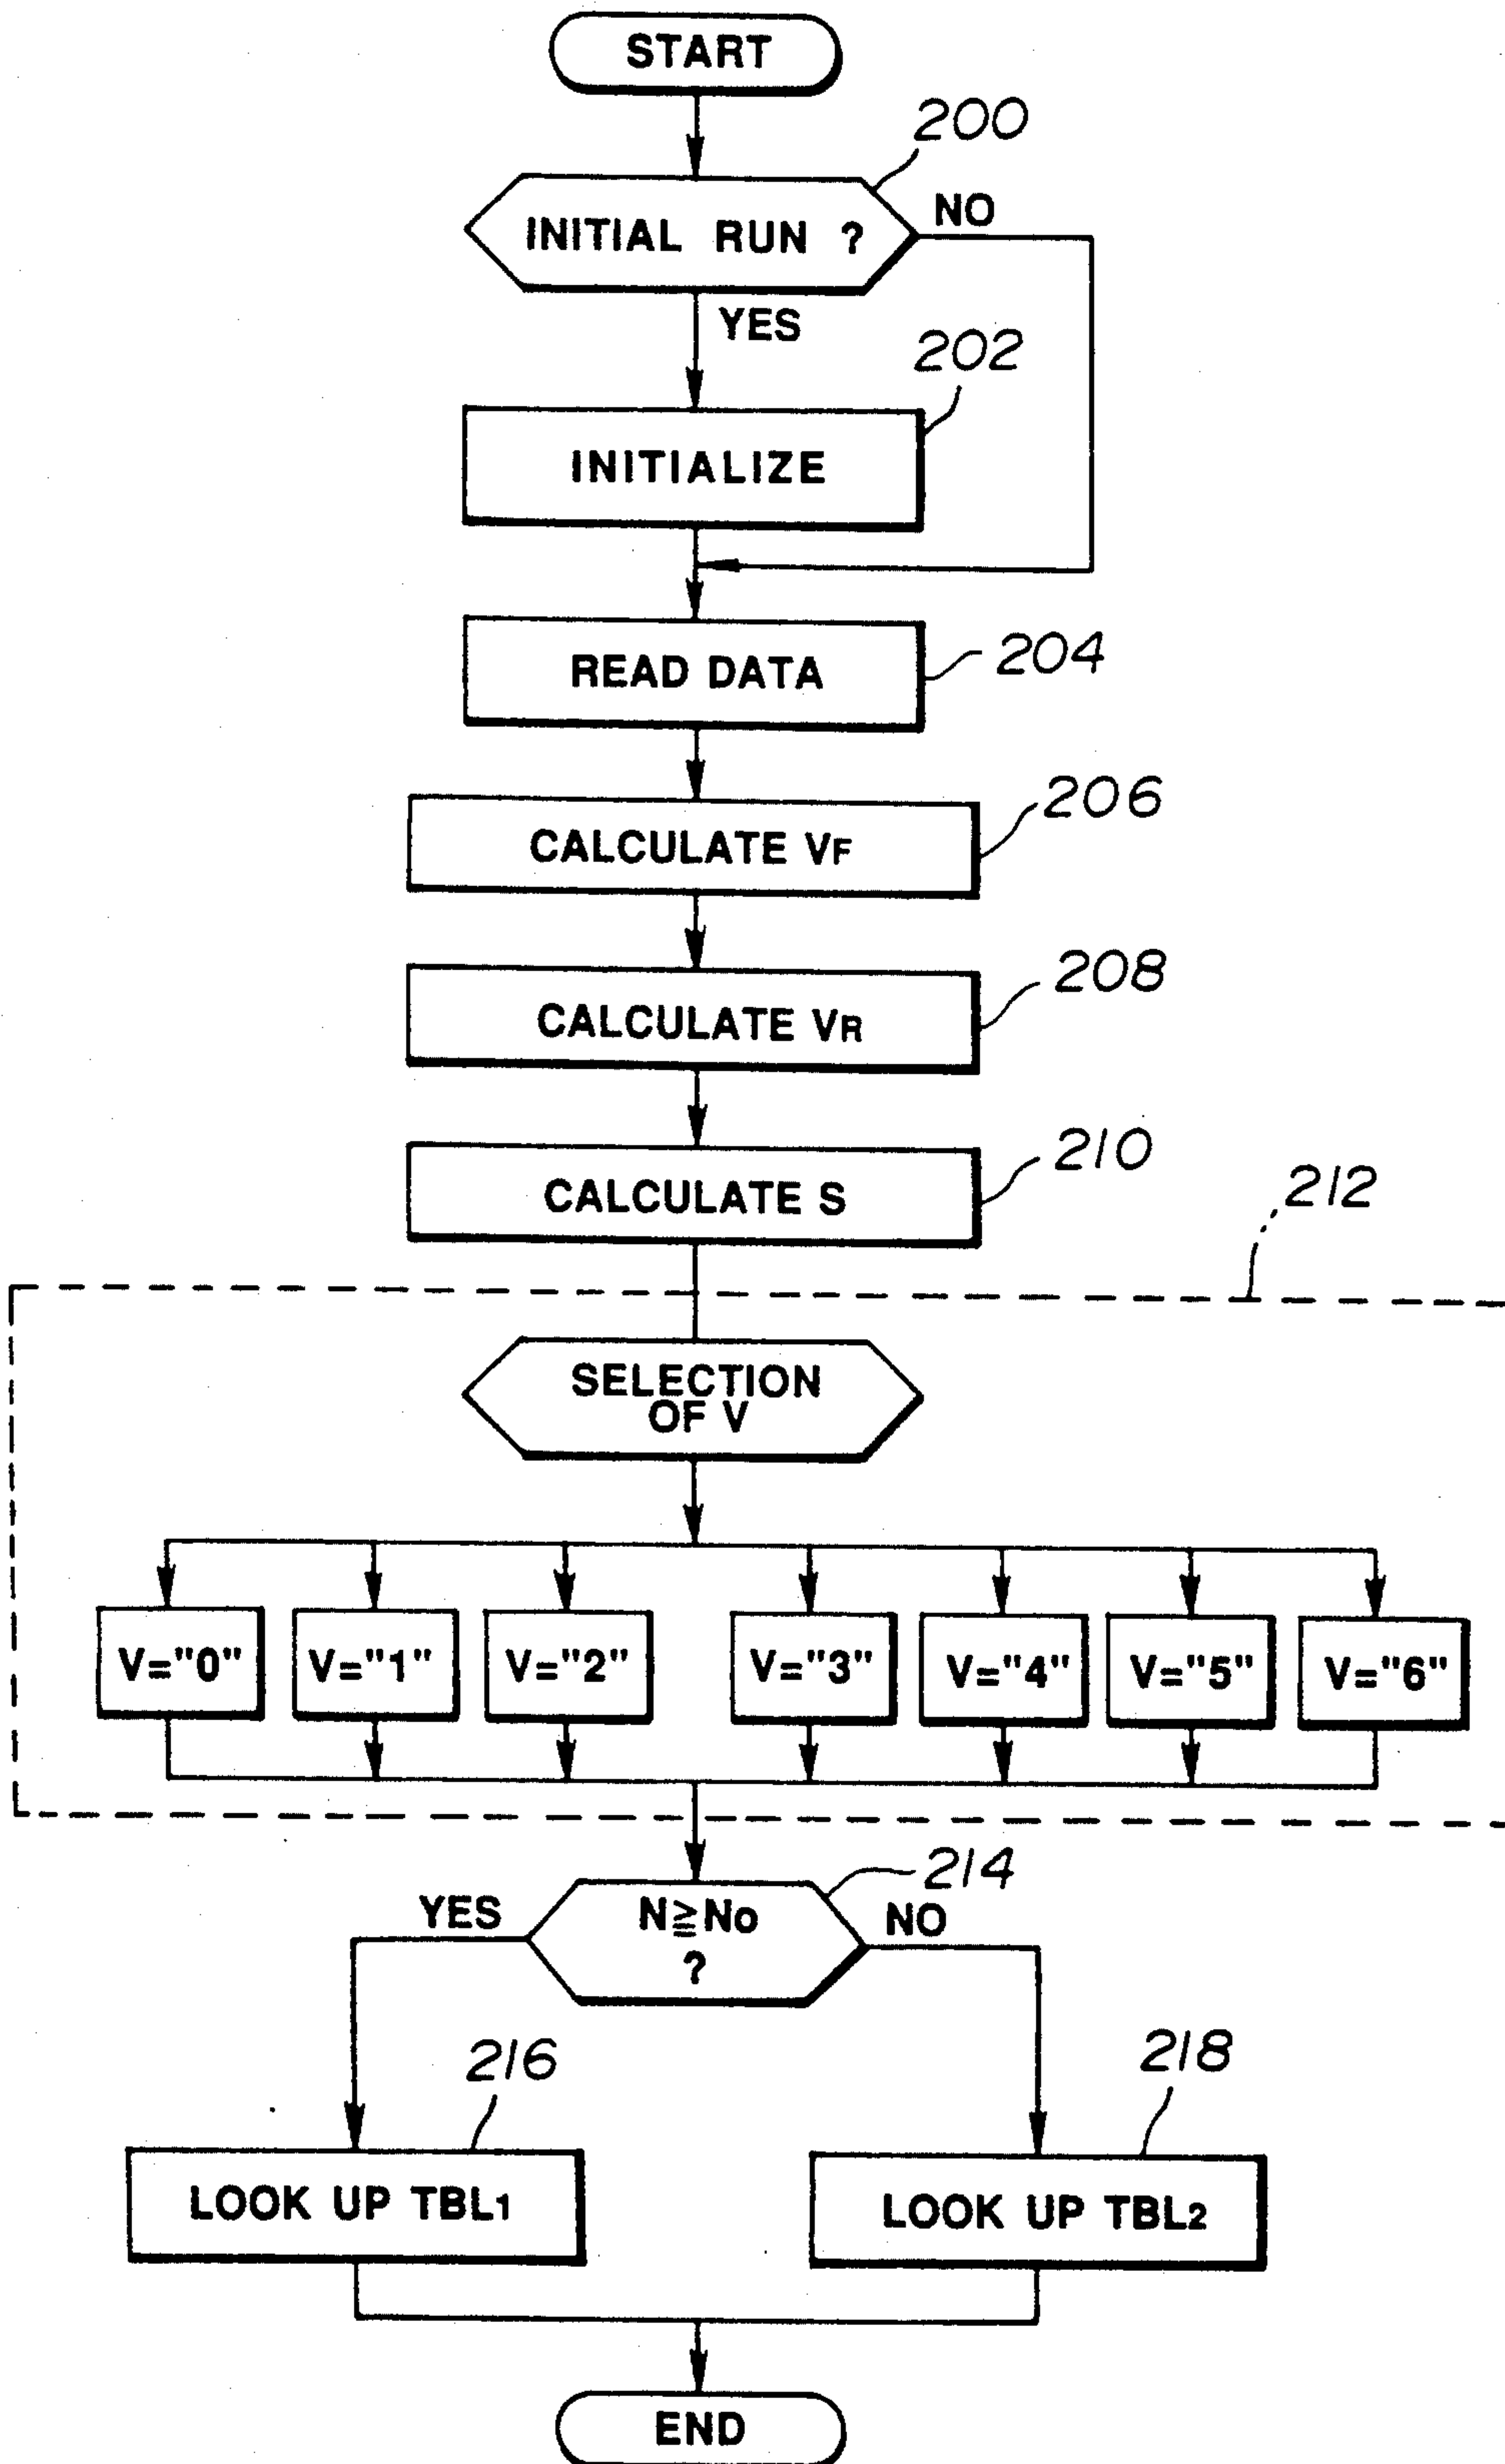 START
200
INITIAL RUN ?
NO
YES
202
INITIALIZE
READ DATA
204
206
CALCULATE VF
208
CALCULATE VR
210
CALCULATE S
212
SELECTION
OF V
V="0"
V="1"
V="2"
V="3"
V="4"
V="5"
V="6"
214
YES
N≧No
?
NO
216
218
LOOK UP TBL1
LOOK UP TBL2
END